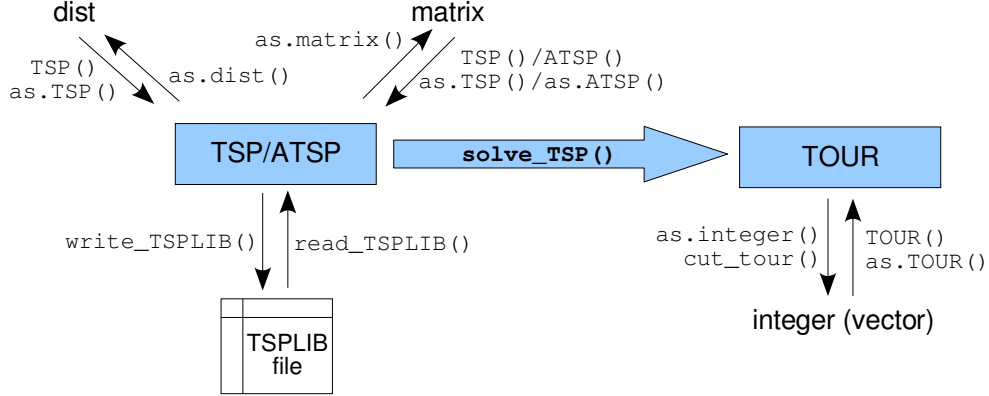 dist
matrix
as.matrix()
TSP()
as.TSP()
as.dist()
TSP()/ATSP()
as.TSP()/as.ATSP()
TSP/ATSP
solve_TSP()
TOUR
write_TSPLIB()
read_TSPLIB()
as.integer()
cut_tour()
TOUR()
as.TOUR()
TSPLIB
file
integer (vector)